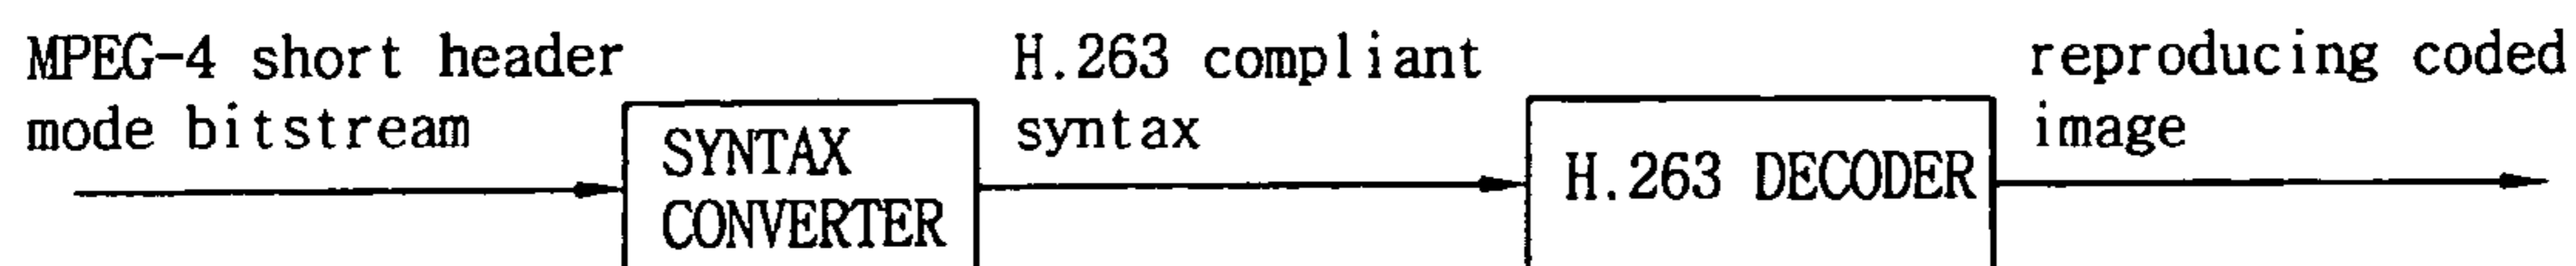 MPEG-4 short header
mode bitstream
SYNTAX
CONVERTER
H.263 compliant
syntax
H.263 DECODER
reproducing coded
image